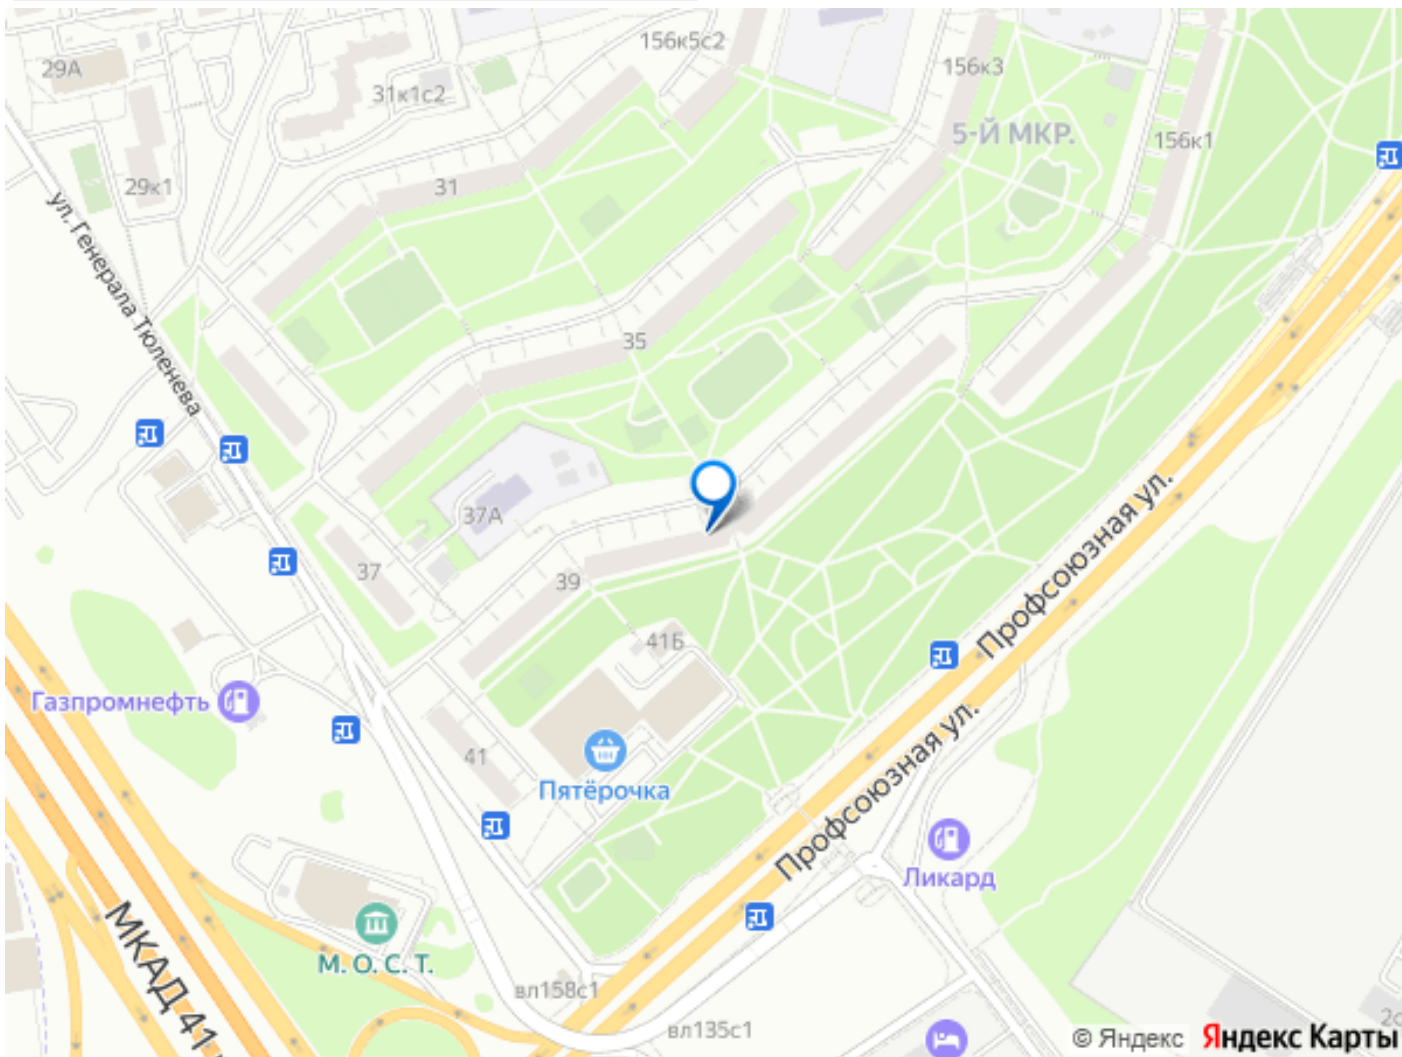 156к5с2
29А
156к3
31к1с2
5-Й МКР.
156к1
29к1
31
ул. Генерала Тюленева
35
37А
37
39
Профсоюзная ул.
41Б
Газпромнефть
Профсоюзная ул.
41
Пятёрочка
Ликард
МКАД 41
М. О. С. Т.
вл158с1
вл135с1
2с
© Яндекс Яндекс Карты